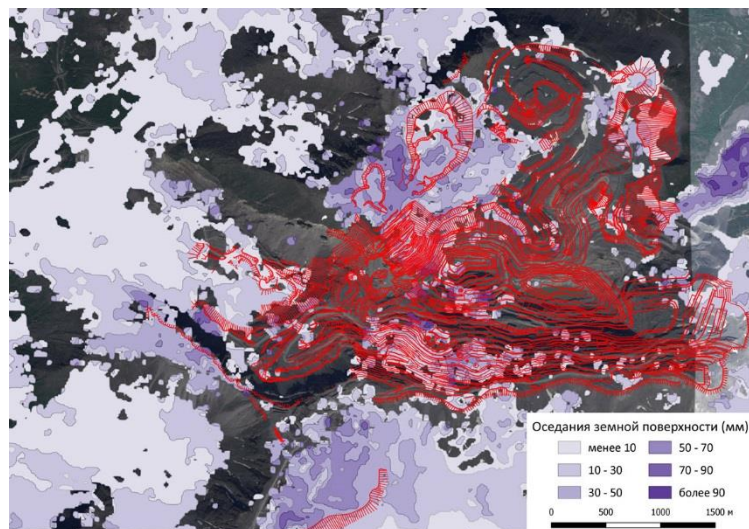 Оседания земной поверхности (мм)
менее 10
50 - 70
10 - 30
70 - 90
30 - 50
более 90
0 500 1000 1500 м